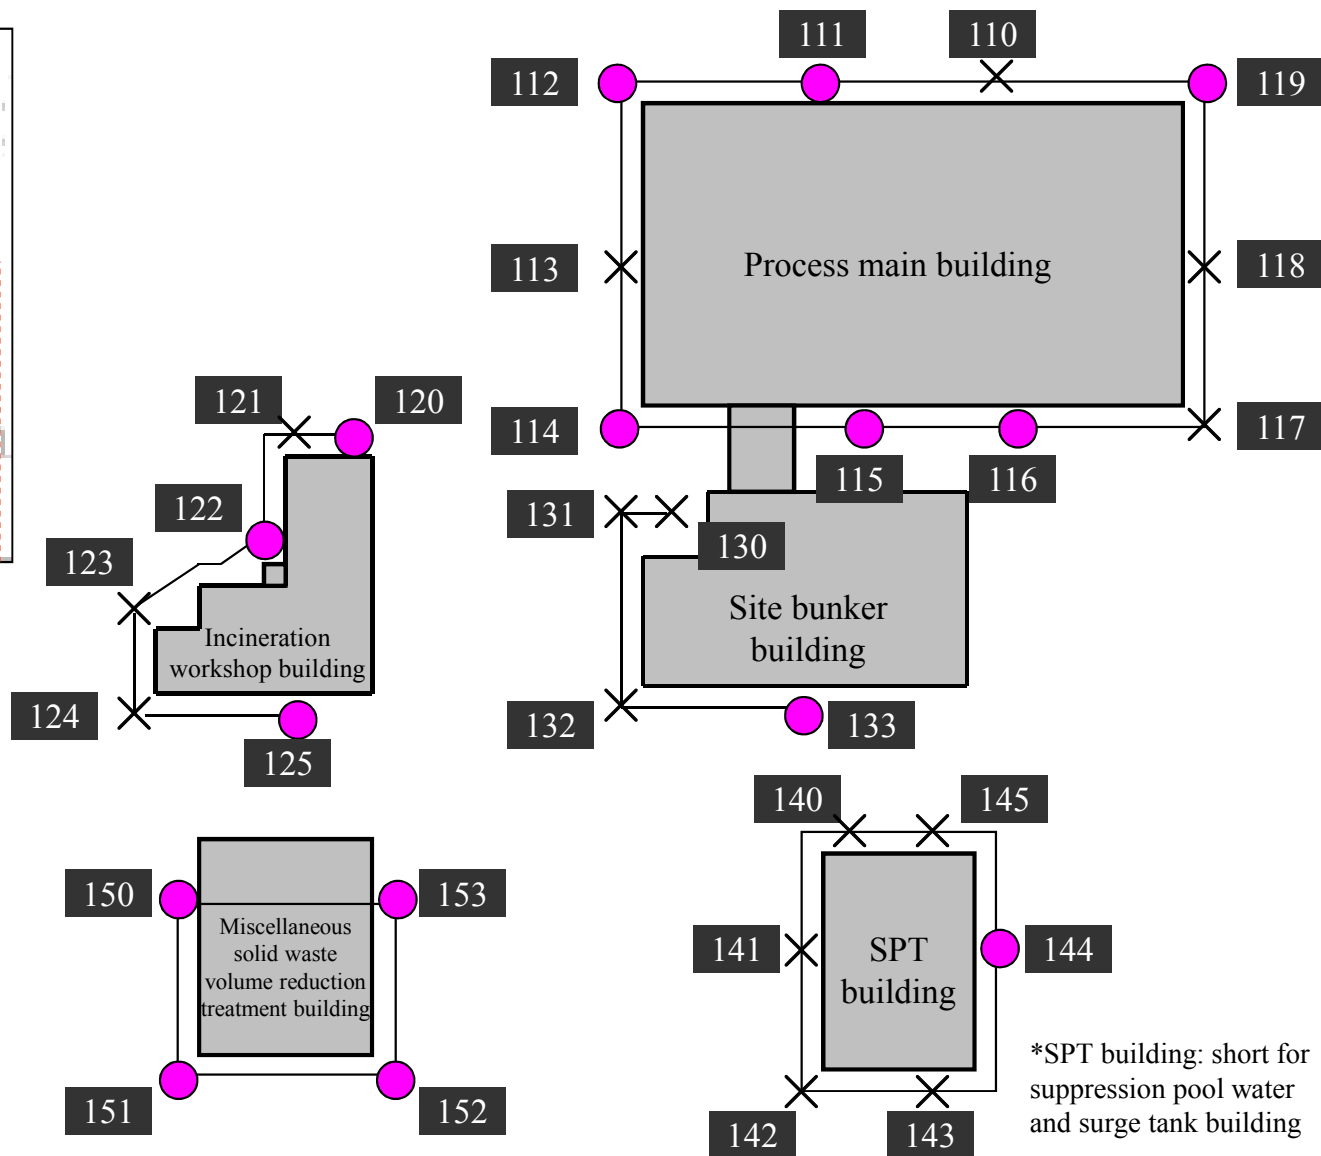 111
110
112
119
Process main building
113
118
121
120
114
117
115
116
122
131
130
123
Site bunker
building
Incineration
workshop building
124
132
133
125
140
145
150
153
Miscellaneous
solid waste
volume reduction
treatment building
141
SPT
building
144
151
152
142
143
*SPT building: short for
suppression pool water
and surge tank building